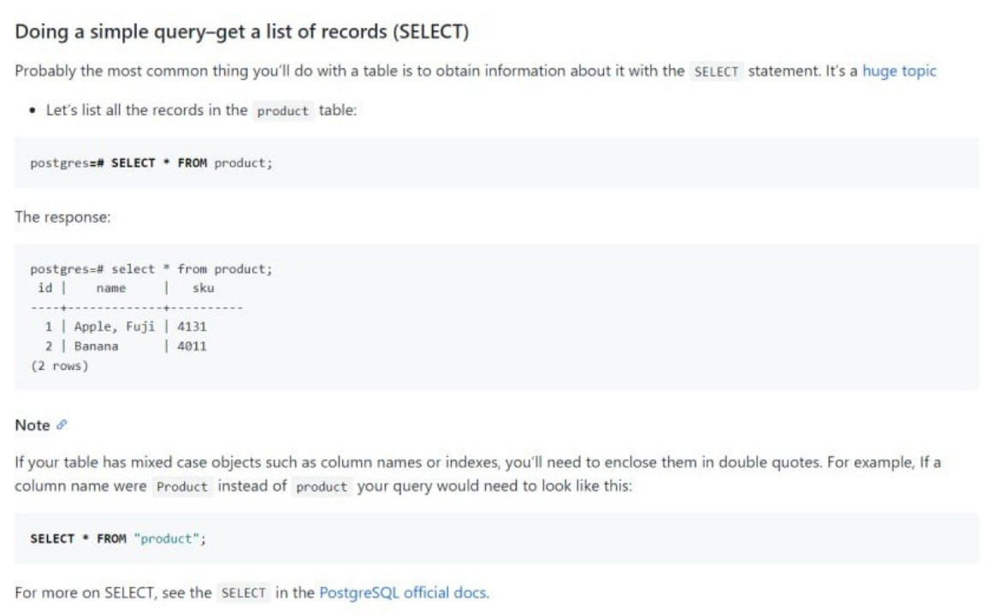 Doing a simple query–get a list of records (SELECT)
Probably the most common thing you'll do with a table is to obtain information about it with the SELECT statement. It's a huge topic
• Let's list all the records in the product table:
postgres=# SELECT * FROM product;
The response:
postgres=# select * from product;
 id |    name     |   sku
----+-------------+----------
  1 | Apple, Fuji | 4131
  2 | Banana      | 4011
(2 rows)
Note
If your table has mixed case objects such as column names or indexes, you'll need to enclose them in double quotes. For example, If a
column name were Product instead of product your query would need to look like this:
SELECT * FROM "product";
For more on SELECT, see the SELECT in the PostgreSQL official docs.